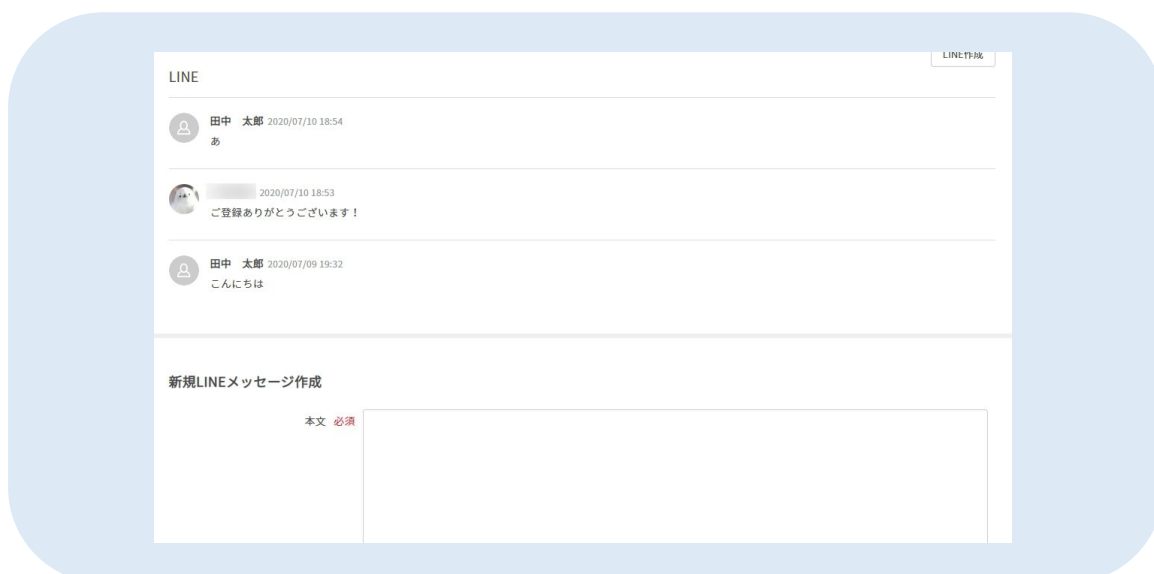 LINE作成
LINE
田中　太郎 2020/07/10 18:54
あ
2020/07/10 18:53
ご登録ありがとうございます！
田中　太郎 2020/07/09 19:32
こんにちは
新規LINEメッセージ作成
本文 必須